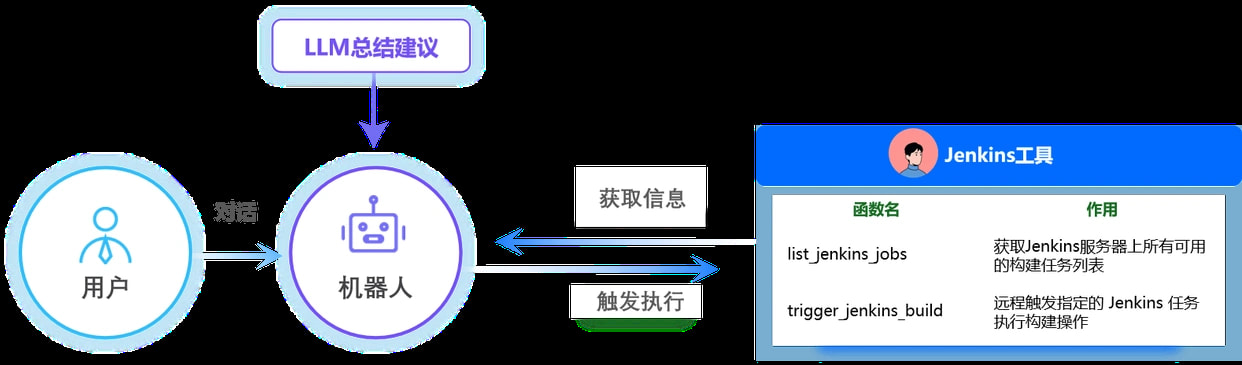 LLM总结建议
Jenkins工具
对话
获取信息
用户
机器人
触发执行
函数名 作用
list_jenkins_jobs 获取Jenkins服务器上所有可用
的构建任务列表
trigger_jenkins_build 远程触发指定的 Jenkins 任务
执行构建操作